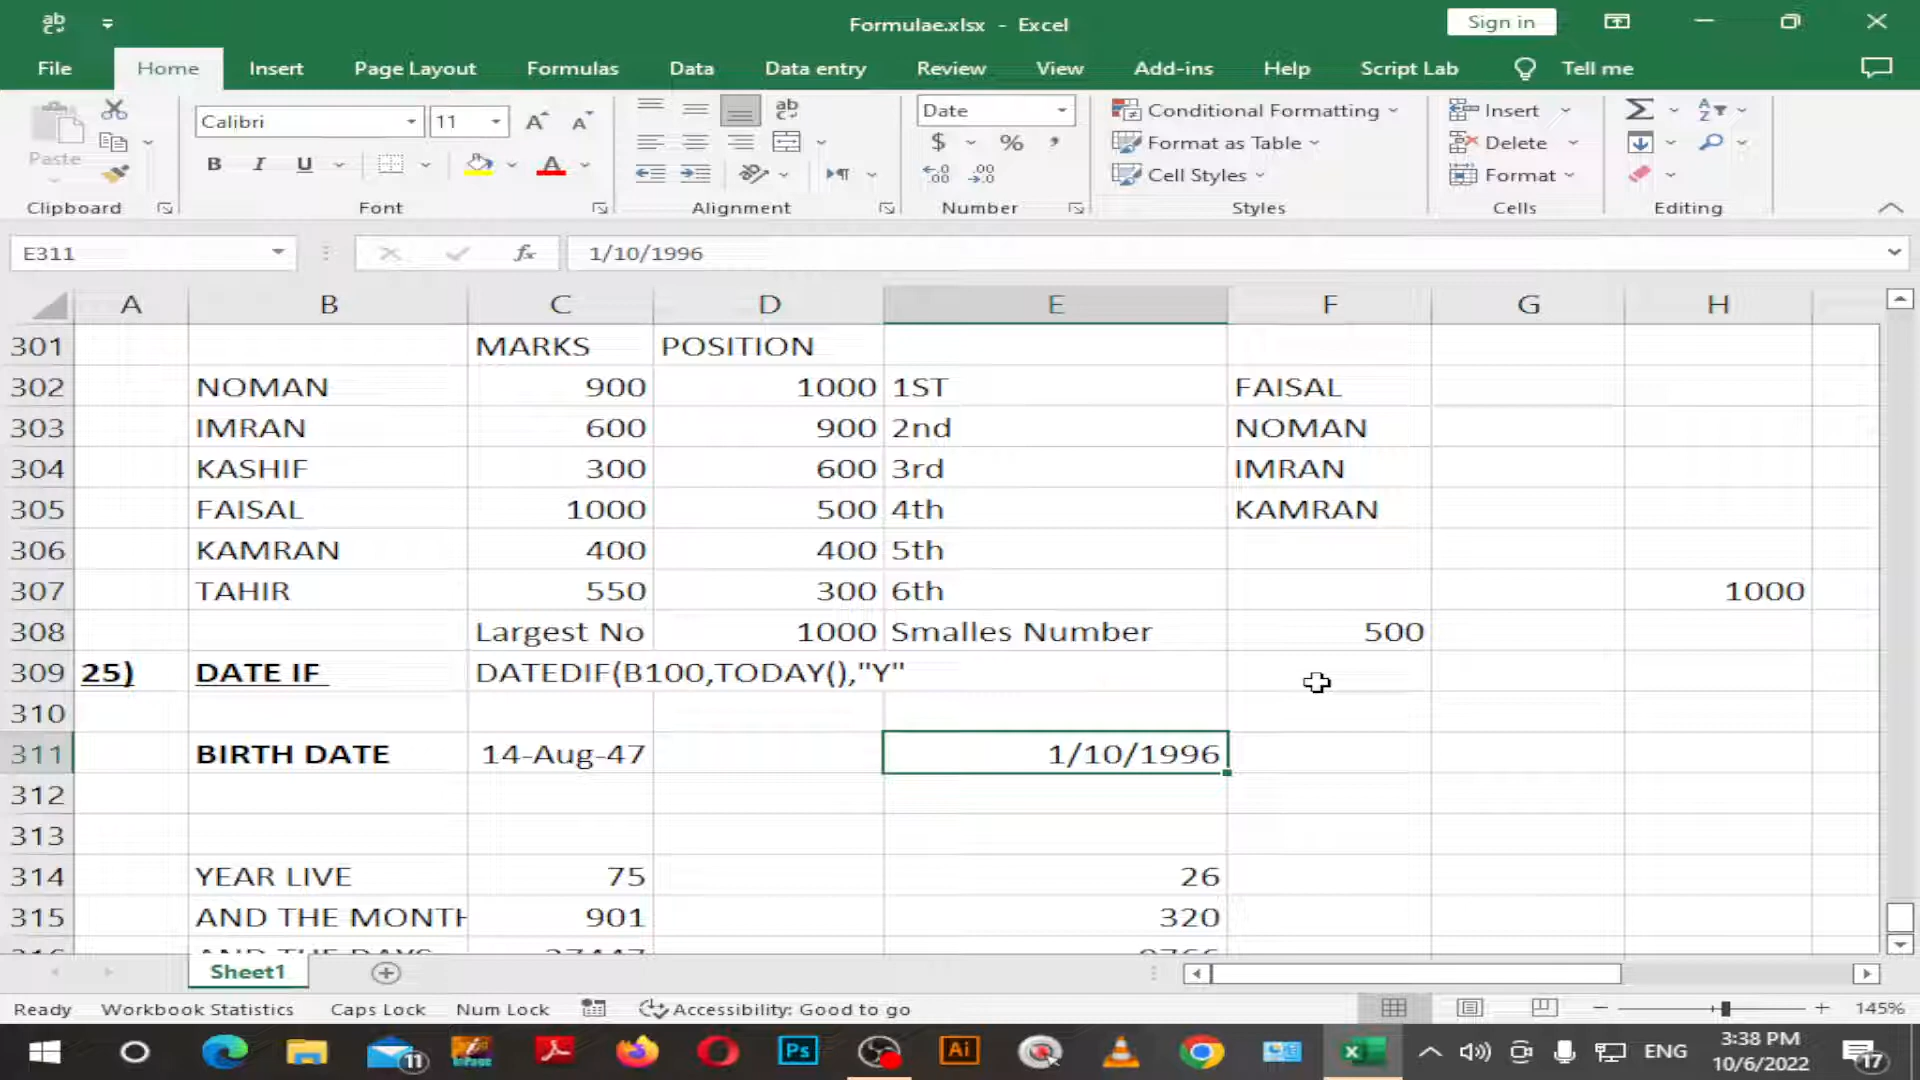 Formulae.xlsx - Excel
Sign in
File Home Insert Page Layout Formulas Data Data entry Review View Add-ins Help Script Lab Tell me
Paste
Calibri 11
Date
Conditional Formatting
Format as Table
Cell Styles
Insert
Delete
Format
Clipboard Font Alignment Number Styles Cells Editing
E311 fx 1/10/1996
A B C D E F G H
301 MARKS POSITION
302 NOMAN 900 1000 1ST FAISAL
303 IMRAN 600 900 2nd NOMAN
304 KASHIF 300 600 3rd IMRAN
305 FAISAL 1000 500 4th KAMRAN
306 KAMRAN 400 400 5th
307 TAHIR 550 300 6th 1000
308 Largest No 1000 Smalles Number 500
309 25) DATE IF DATEDIF(B100,TODAY(),"Y"
310
311 BIRTH DATE 14-Aug-47 1/10/1996
312
313
314 YEAR LIVE 75 26
315 AND THE MONTH 901 320
Sheet1
Ready Workbook Statistics Caps Lock Num Lock Accessibility: Good to go 145%
11 Ps Ai ENG 3:38 PM 17
10/6/2022